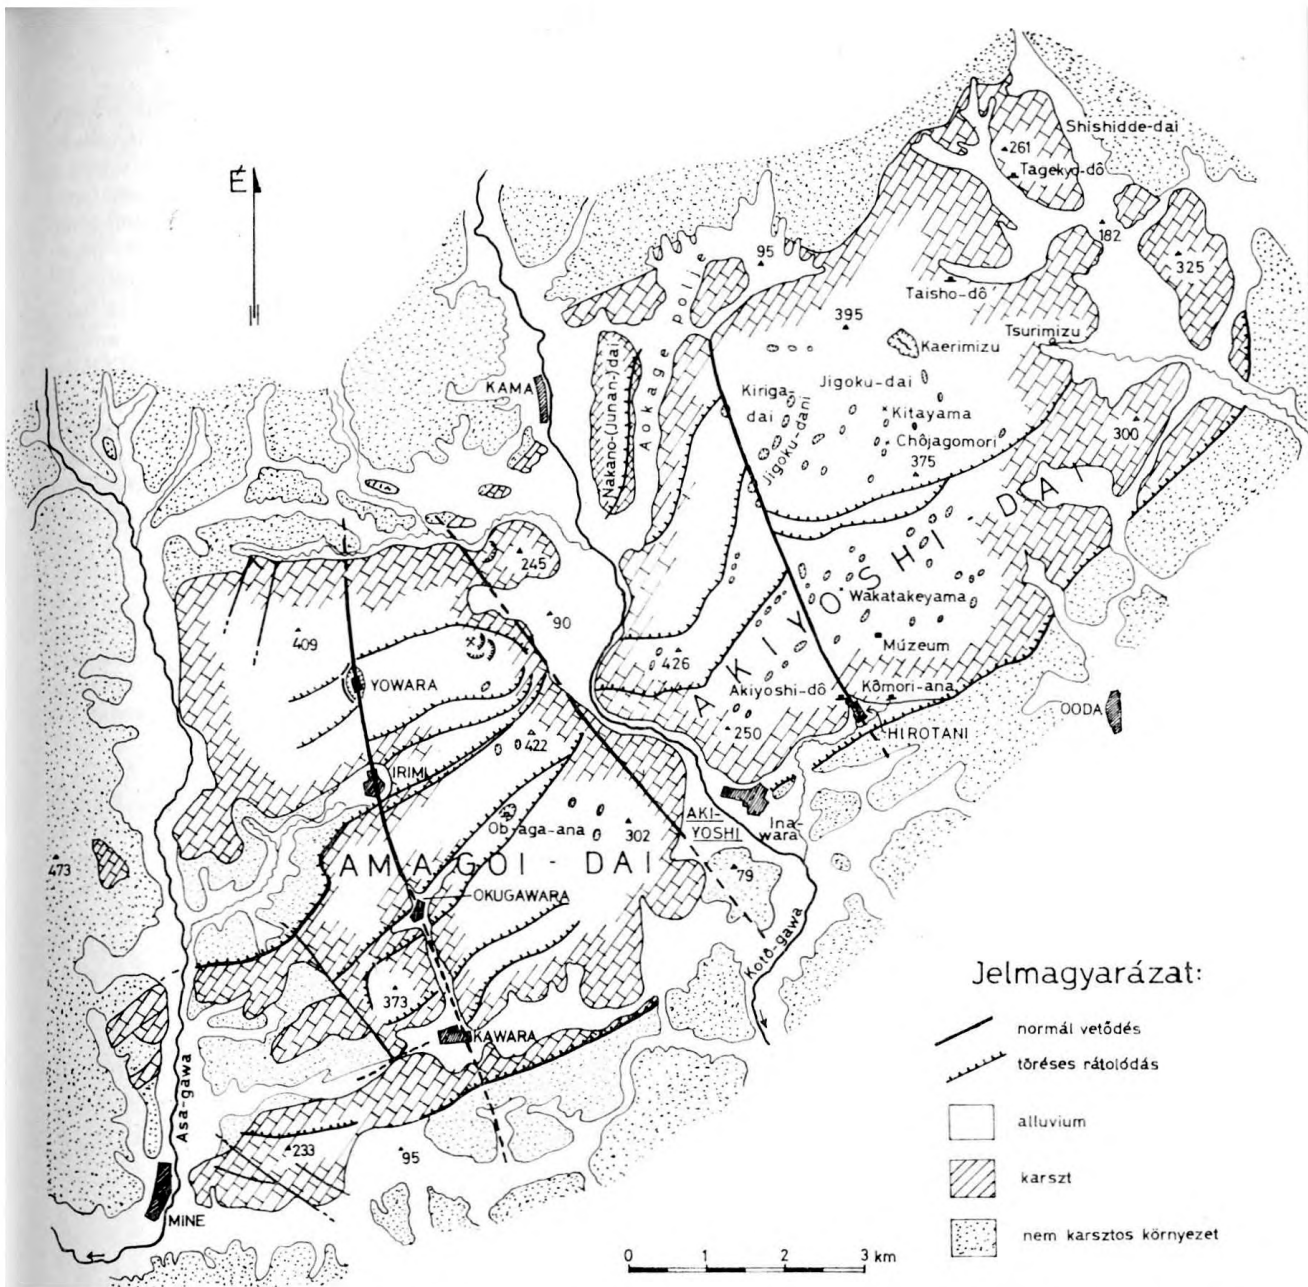 É
Shishidde-dai
261
Tagekyo-dô
182
325
95
Taisho-dô
polje
Aokage
395
Tsurimizu
Kaerimizu
KAMA
Nakano-(Junan-)dai
Kiriga-
dai
Jigoku-dai
Jigoku-dani
Kitayama
Chôjagomori
375
300
245
90
409
426
AKIYOSHI-DAI
Wakatakeyama
Múzeum
YOWARA
Akiyoshi-dô
Kômori-ana
250
HIROTANI
OODA
422
IRIMI
Ob-aga-ana
302
AKI-
YOSHI
Ina-
wara
AMAGOI-DAI
473
79
OKUGAWARA
Kotô-gawa
373
KAWARA
Asa-gawa
233
95
MINE
Jelmagyarázat:
normál vetődés
töréses rátolódás
alluvium
karszt
nem karsztos környezet
0 1 2 3 km